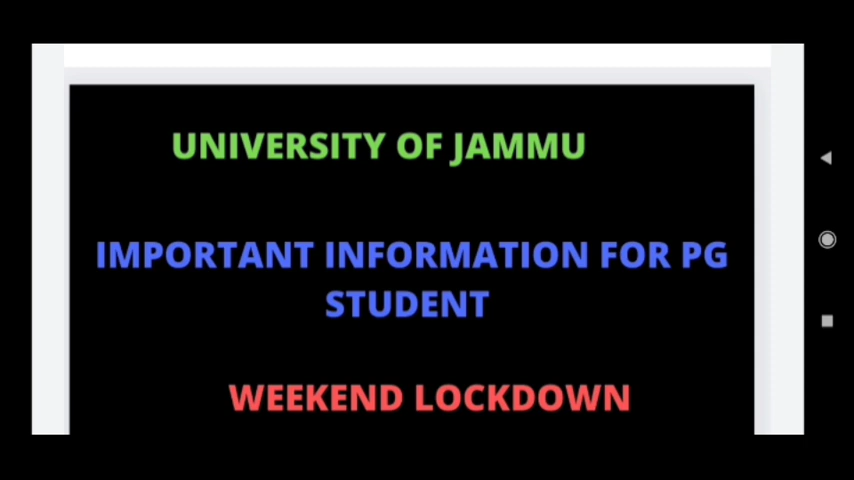 UNIVERSITY OF JAMMU
IMPORTANT INFORMATION FOR PG
STUDENT
WEEKEND LOCKDOWN